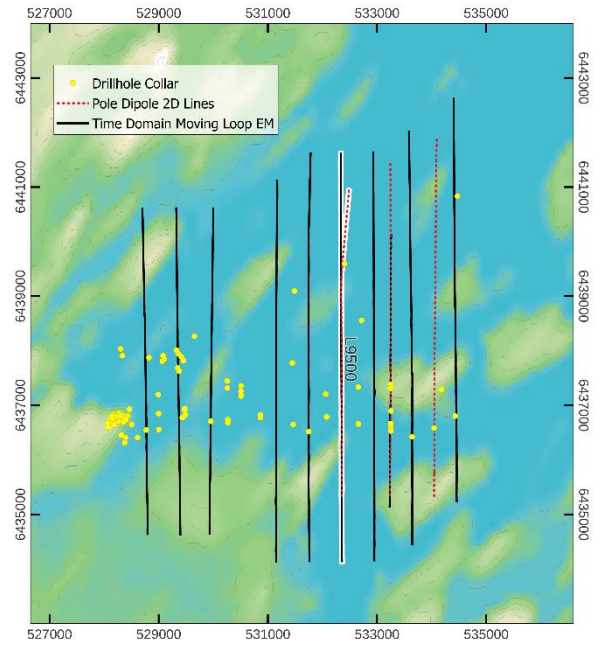 527000 529000 531000 533000 535000
6443000 6443000
Drillhole Collar
Pole Dipole 2D Lines
Time Domain Moving Loop EM
6441000 6441000
6439000 6439000
L9500
6437000 6437000
6435000 6435000
527000 529000 531000 533000 535000